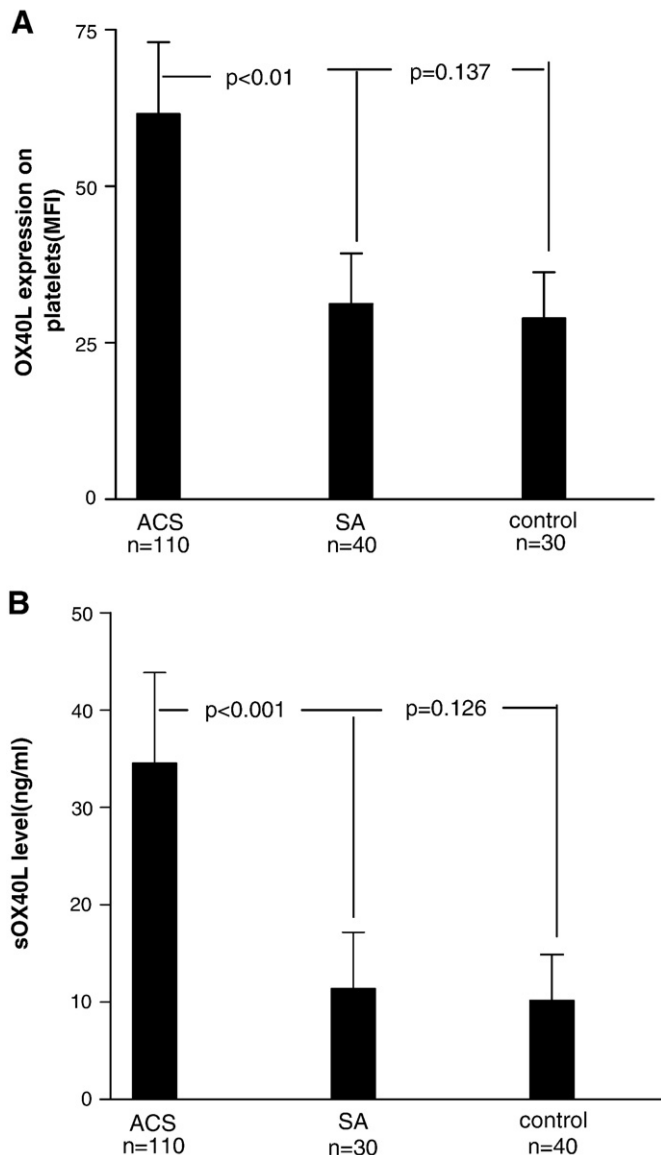 A
OX40L expression on
platelets(MFI)
75
50
25
0
p<0.01
p=0.137
ACS
n=110
SA
n=40
control
n=30
B
sOX40L level(ng/ml)
50
40
30
20
10
0
p<0.001
p=0.126
ACS
n=110
SA
n=30
control
n=40